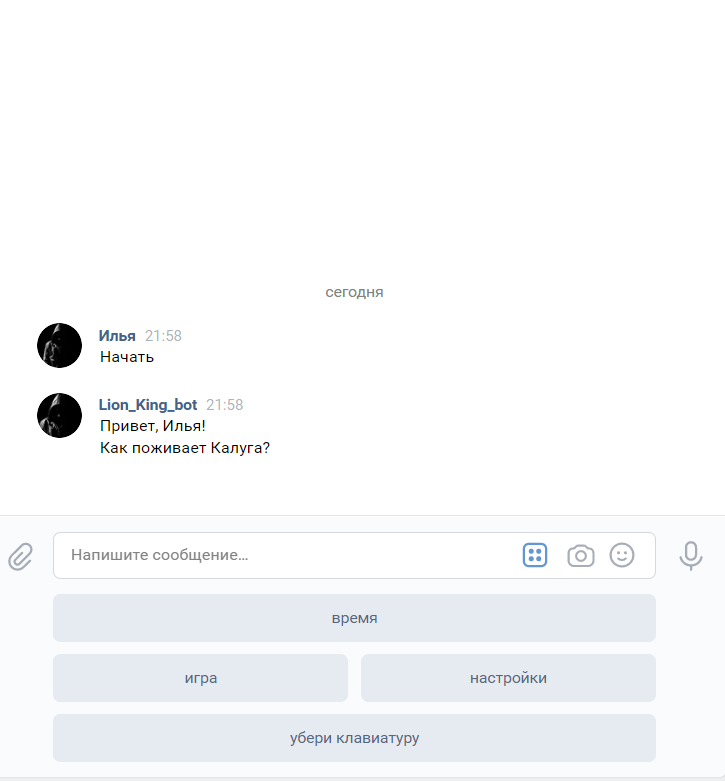 сегодня
Илья 21:58
Начать
Lion_King_bot 21:58
Привет, Илья!
Как поживает Калуга?
Напишите сообщение...
время
игра настройки
убери клавиатуру